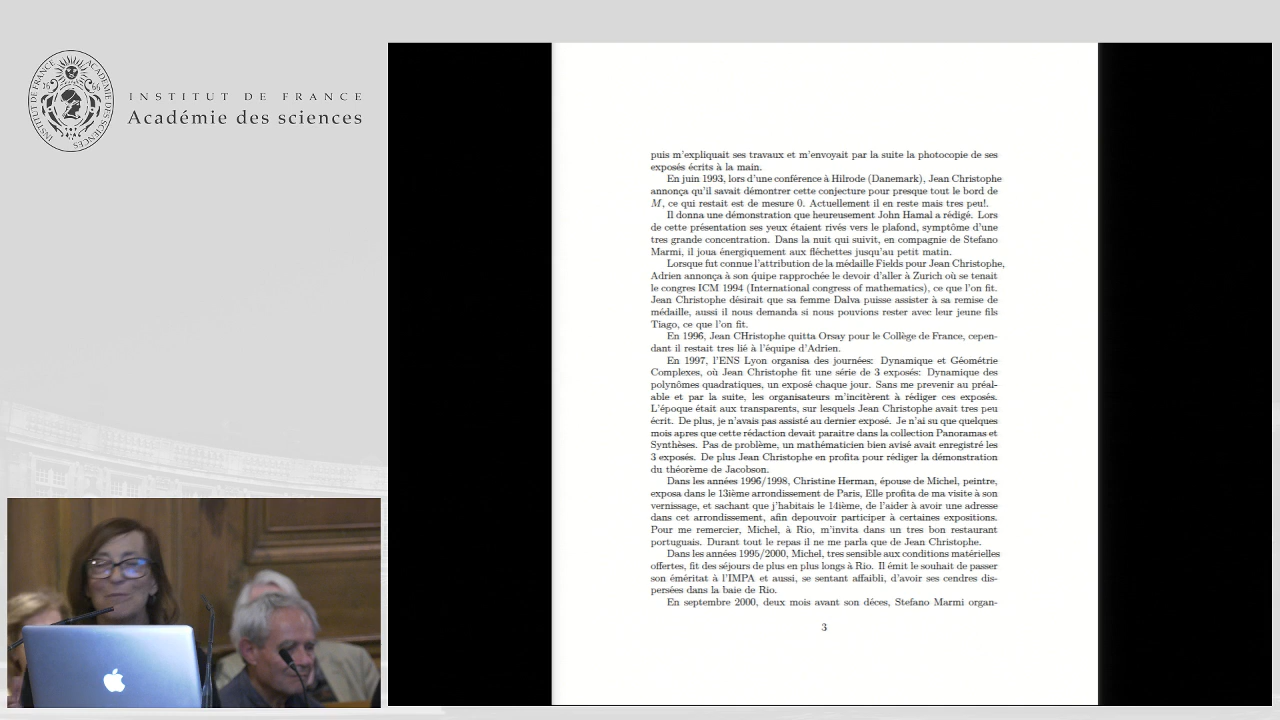 INSTITUT DE FRANCE
Académie des sciences
puis m'expliquait ses travaux et m'envoyait par la suite la photocopie de ses
exposés écrits à la main.
En juin 1993, lors d'une conférence à Hilrode (Danemark), Jean Christophe
annonça qu'il savait démontrer cette conjecture pour presque tout le bord de
M, ce qui restait est de mesure 0. Actuellement il en reste mais tres peu!.
Il donna une démonstration que heureusement John Hamal a rédigé. Lors
de cette présentation ses yeux étaient rivés vers le plafond, symptôme d'une
tres grande concentration. Dans la nuit qui suivit, en compagnie de Stefano
Marmi, il joua énergiquement aux fléchettes jusqu'au petit matin.
Lorsque fut connue l'attribution de la médaille Fields pour Jean Christophe,
Adrien annonça à son équipe rapprochée le devoir d'aller à Zurich où se tenait
le congres ICM 1994 (International congress of mathematics), ce que l'on fit.
Jean Christophe désirait que sa femme Dalva puisse assister à sa remise de
médaille, aussi il nous demanda si nous pouvions rester avec leur jeune fils
Tiago, ce que l'on fit.
En 1996, Jean CHristophe quitta Orsay pour le Collège de France, cepen-
dant il restait tres lié à l'équipe d'Adrien.
En 1997, l'ENS Lyon organisa des journées: Dynamique et Géométrie
Complexes, où Jean Christophe fit une série de 3 exposés: Dynamique des
polynômes quadratiques, un exposé chaque jour. Sans me prevenir au préal-
able et par la suite, les organisateurs m'incitèrent à rédiger ces exposés.
L'époque était aux transparents, sur lesquels Jean Christophe avait tres peu
écrit. De plus, je n'avais pas assisté au dernier exposé. Je n'ai su que quelques
mois apres que cette rédaction devait paraitre dans la collection Panoramas et
Synthèses. Pas de problème, un mathématicien bien avisé avait enregistré les
3 exposés. De plus Jean Christophe en profita pour rédiger la démonstration
du théorème de Jacobson.
Dans les années 1996/1998, Christine Herman, épouse de Michel, peintre,
exposa dans le 13ième arrondissement de Paris, Elle profita de ma visite à son
vernissage, et sachant que j'habitais le 14ième, de l'aider à avoir une adresse
dans cet arrondissement, afin depouvoir participer à certaines expositions.
Pour me remercier, Michel, à Rio, m'invita dans un tres bon restaurant
portuguais. Durant tout le repas il ne me parla que de Jean Christophe.
Dans les années 1995/2000, Michel, tres sensible aux conditions matérielles
offertes, fit des séjours de plus en plus longs à Rio. Il émit le souhait de passer
son éméritat à l'IMPA et aussi, se sentant affaibli, d'avoir ses cendres dis-
persées dans la baie de Rio.
En septembre 2000, deux mois avant son déces, Stefano Marmi organ-
3